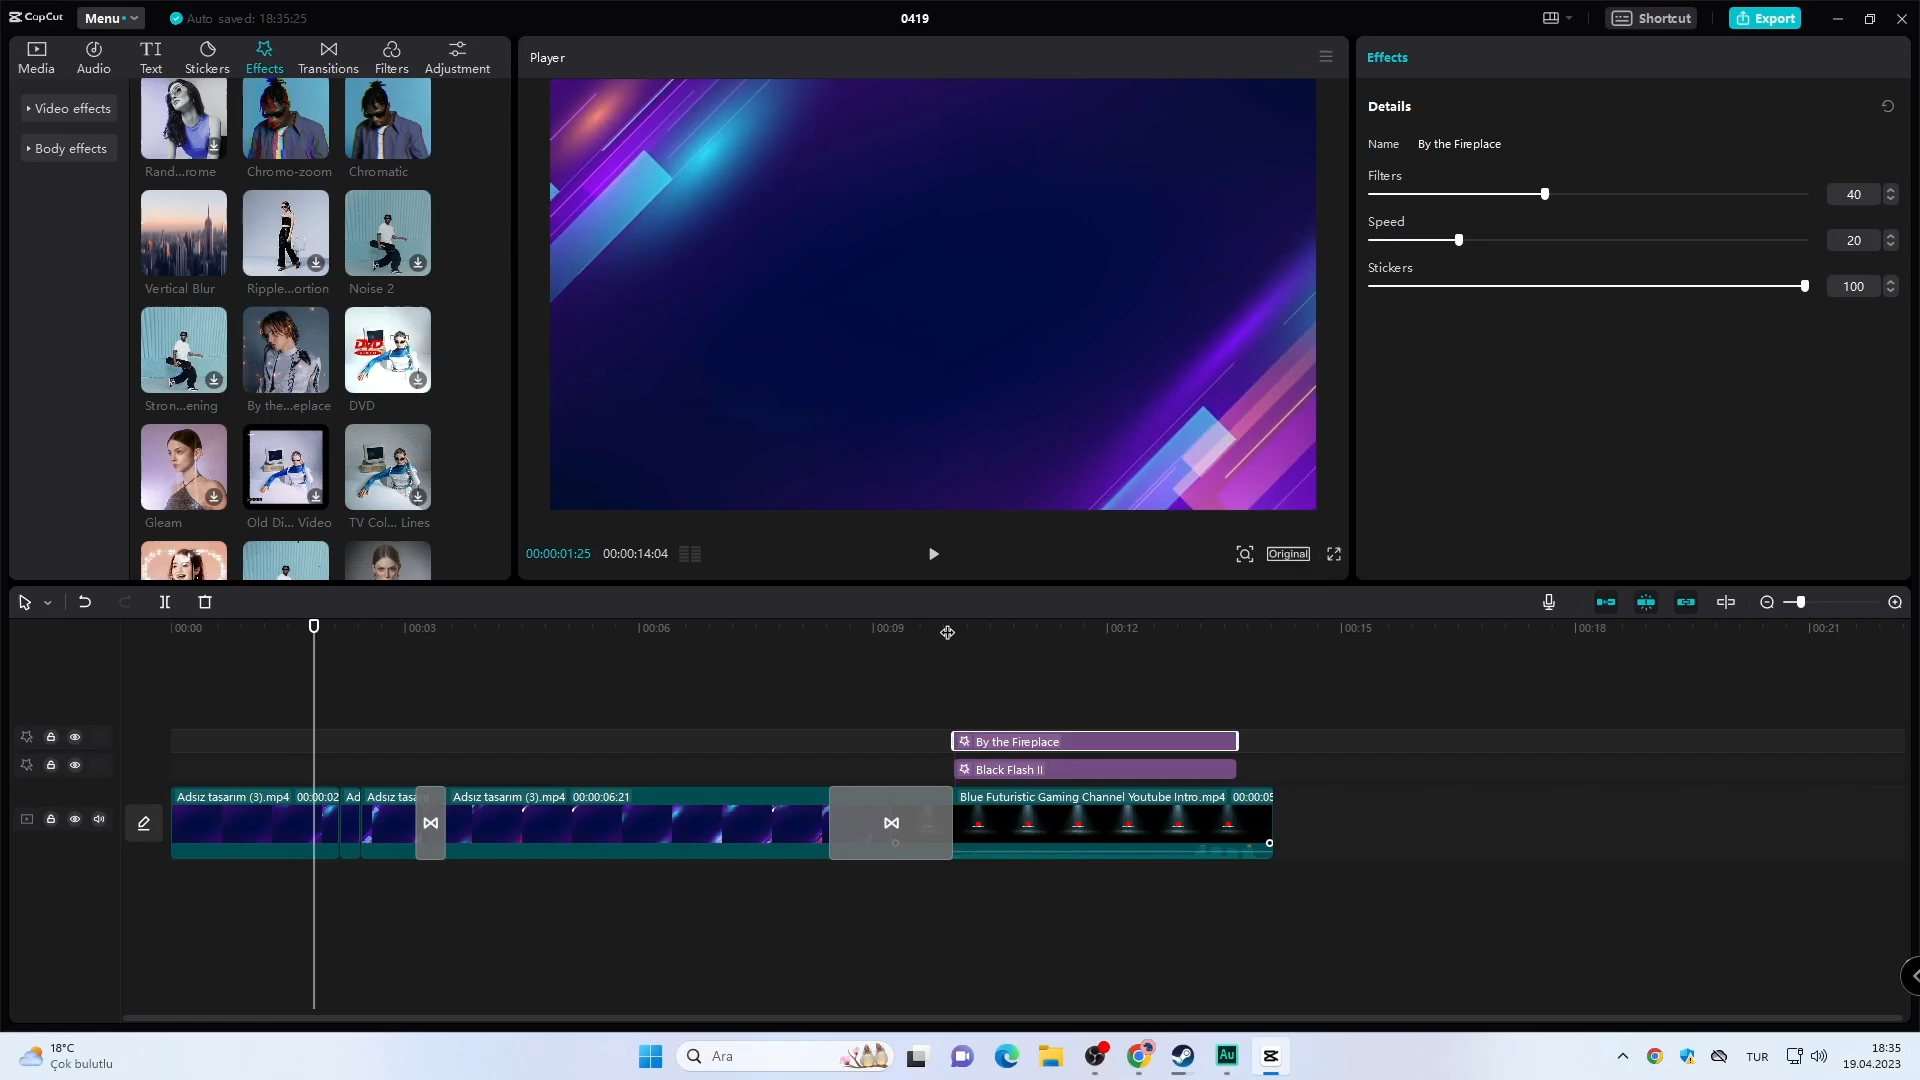 CapCut
Menu
Auto saved: 18:35:25
0419
Shortcut
Export
Media
Audio
Text
Stickers
Effects
Transitions
Filters
Adjustment
Video effects
Body effects
Rand...rome
Chromo-zoom
Chromatic
Vertical Blur
Ripple...ortion
Noise 2
Stron...ening
By the...eplace
DVD
Gleam
Old Di... Video
TV Col... Lines
Player
00:00:01:25
00:00:14:04
Original
Effects
Details
Name By the Fireplace
Filters
40
Speed
20
Stickers
100
00:00
00:03
00:06
00:09
00:12
00:15
00:18
00:21
By the Fireplace
Black Flash II
Adsız tasarım (3).mp4 00:00:02
Ad
Adsız tasa
Adsız tasarım (3).mp4 00:00:06:21
Blue Futuristic Gaming Channel Youtube Intro.mp4 00:00:05
18°C
Çok bulutlu
Ara
Au
TUR
18:35
19.04.2023